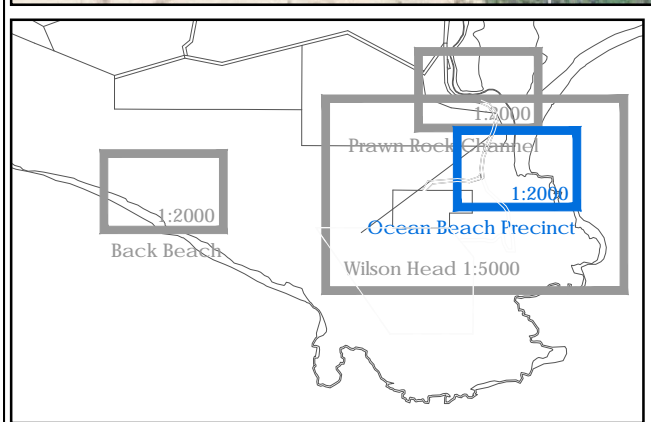 1:2000
Prawn Rock Channel
1:2000
1:2000
Ocean Beach Precinct
Back Beach
Wilson Head 1:5000